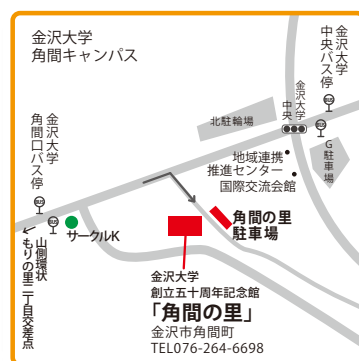 金沢大学
角間キャンパス
金沢大学
中央バス停
BUS
BUS
金沢大学
中央
北駐輪場
G駐車場
地域連携
推進センター
国際交流会館
金沢大学
角間口バス停
BUS
BUS
サークルK
山側環状
もりの里二丁目交差点
角間の里
駐車場
金沢大学
創立五十周年記念館
「角間の里」
金沢市角間町
TEL076-264-6698